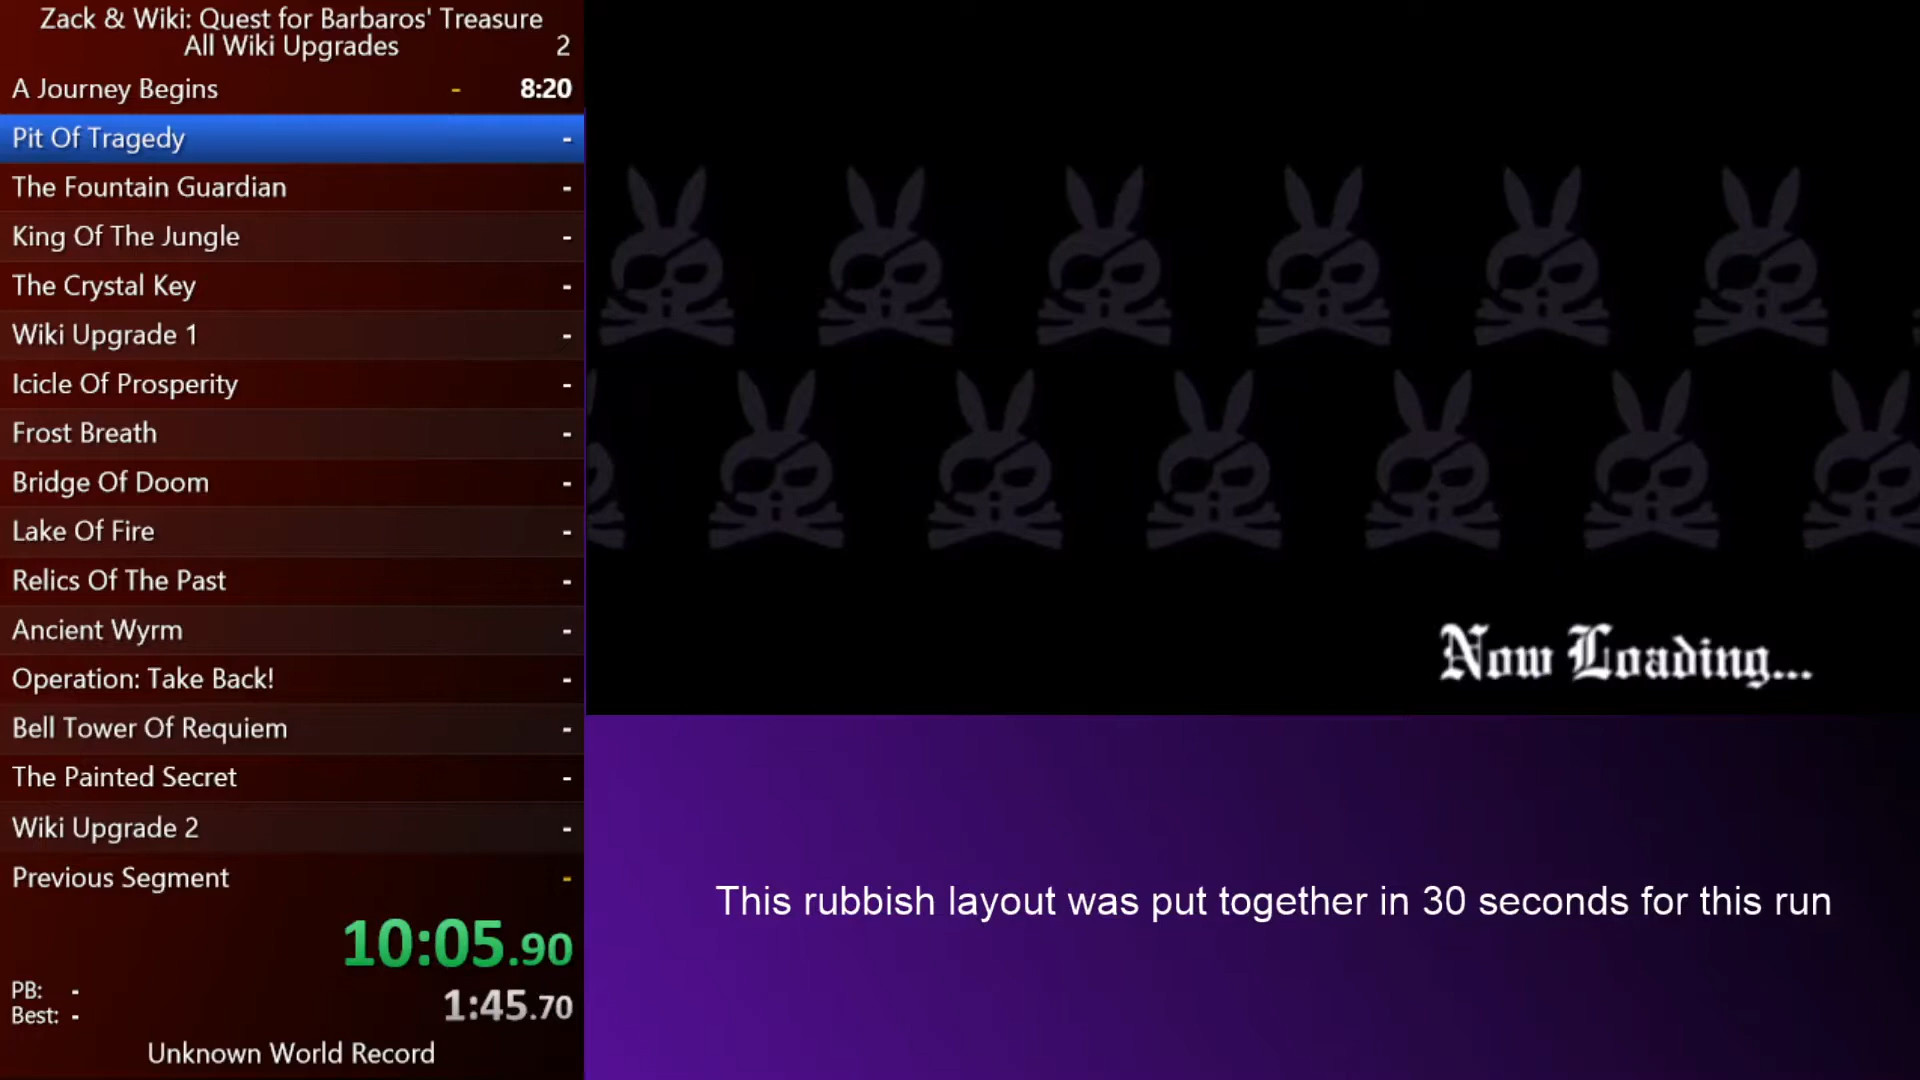 Zack & Wiki: Quest for Barbaros' Treasure
All Wiki Upgrades 2
A Journey Begins - 8:20
Pit Of Tragedy -
The Fountain Guardian -
King Of The Jungle -
The Crystal Key -
Wiki Upgrade 1 -
Icicle Of Prosperity -
Frost Breath -
Bridge Of Doom -
Lake Of Fire -
Relics Of The Past -
Ancient Wyrm -
Operation: Take Back! -
Bell Tower Of Requiem -
The Painted Secret -
Wiki Upgrade 2 -
Previous Segment -
10:05.90
PB: -
Best: -
1:45.70
Unknown World Record
Now Loading...
This rubbish layout was put together in 30 seconds for this run